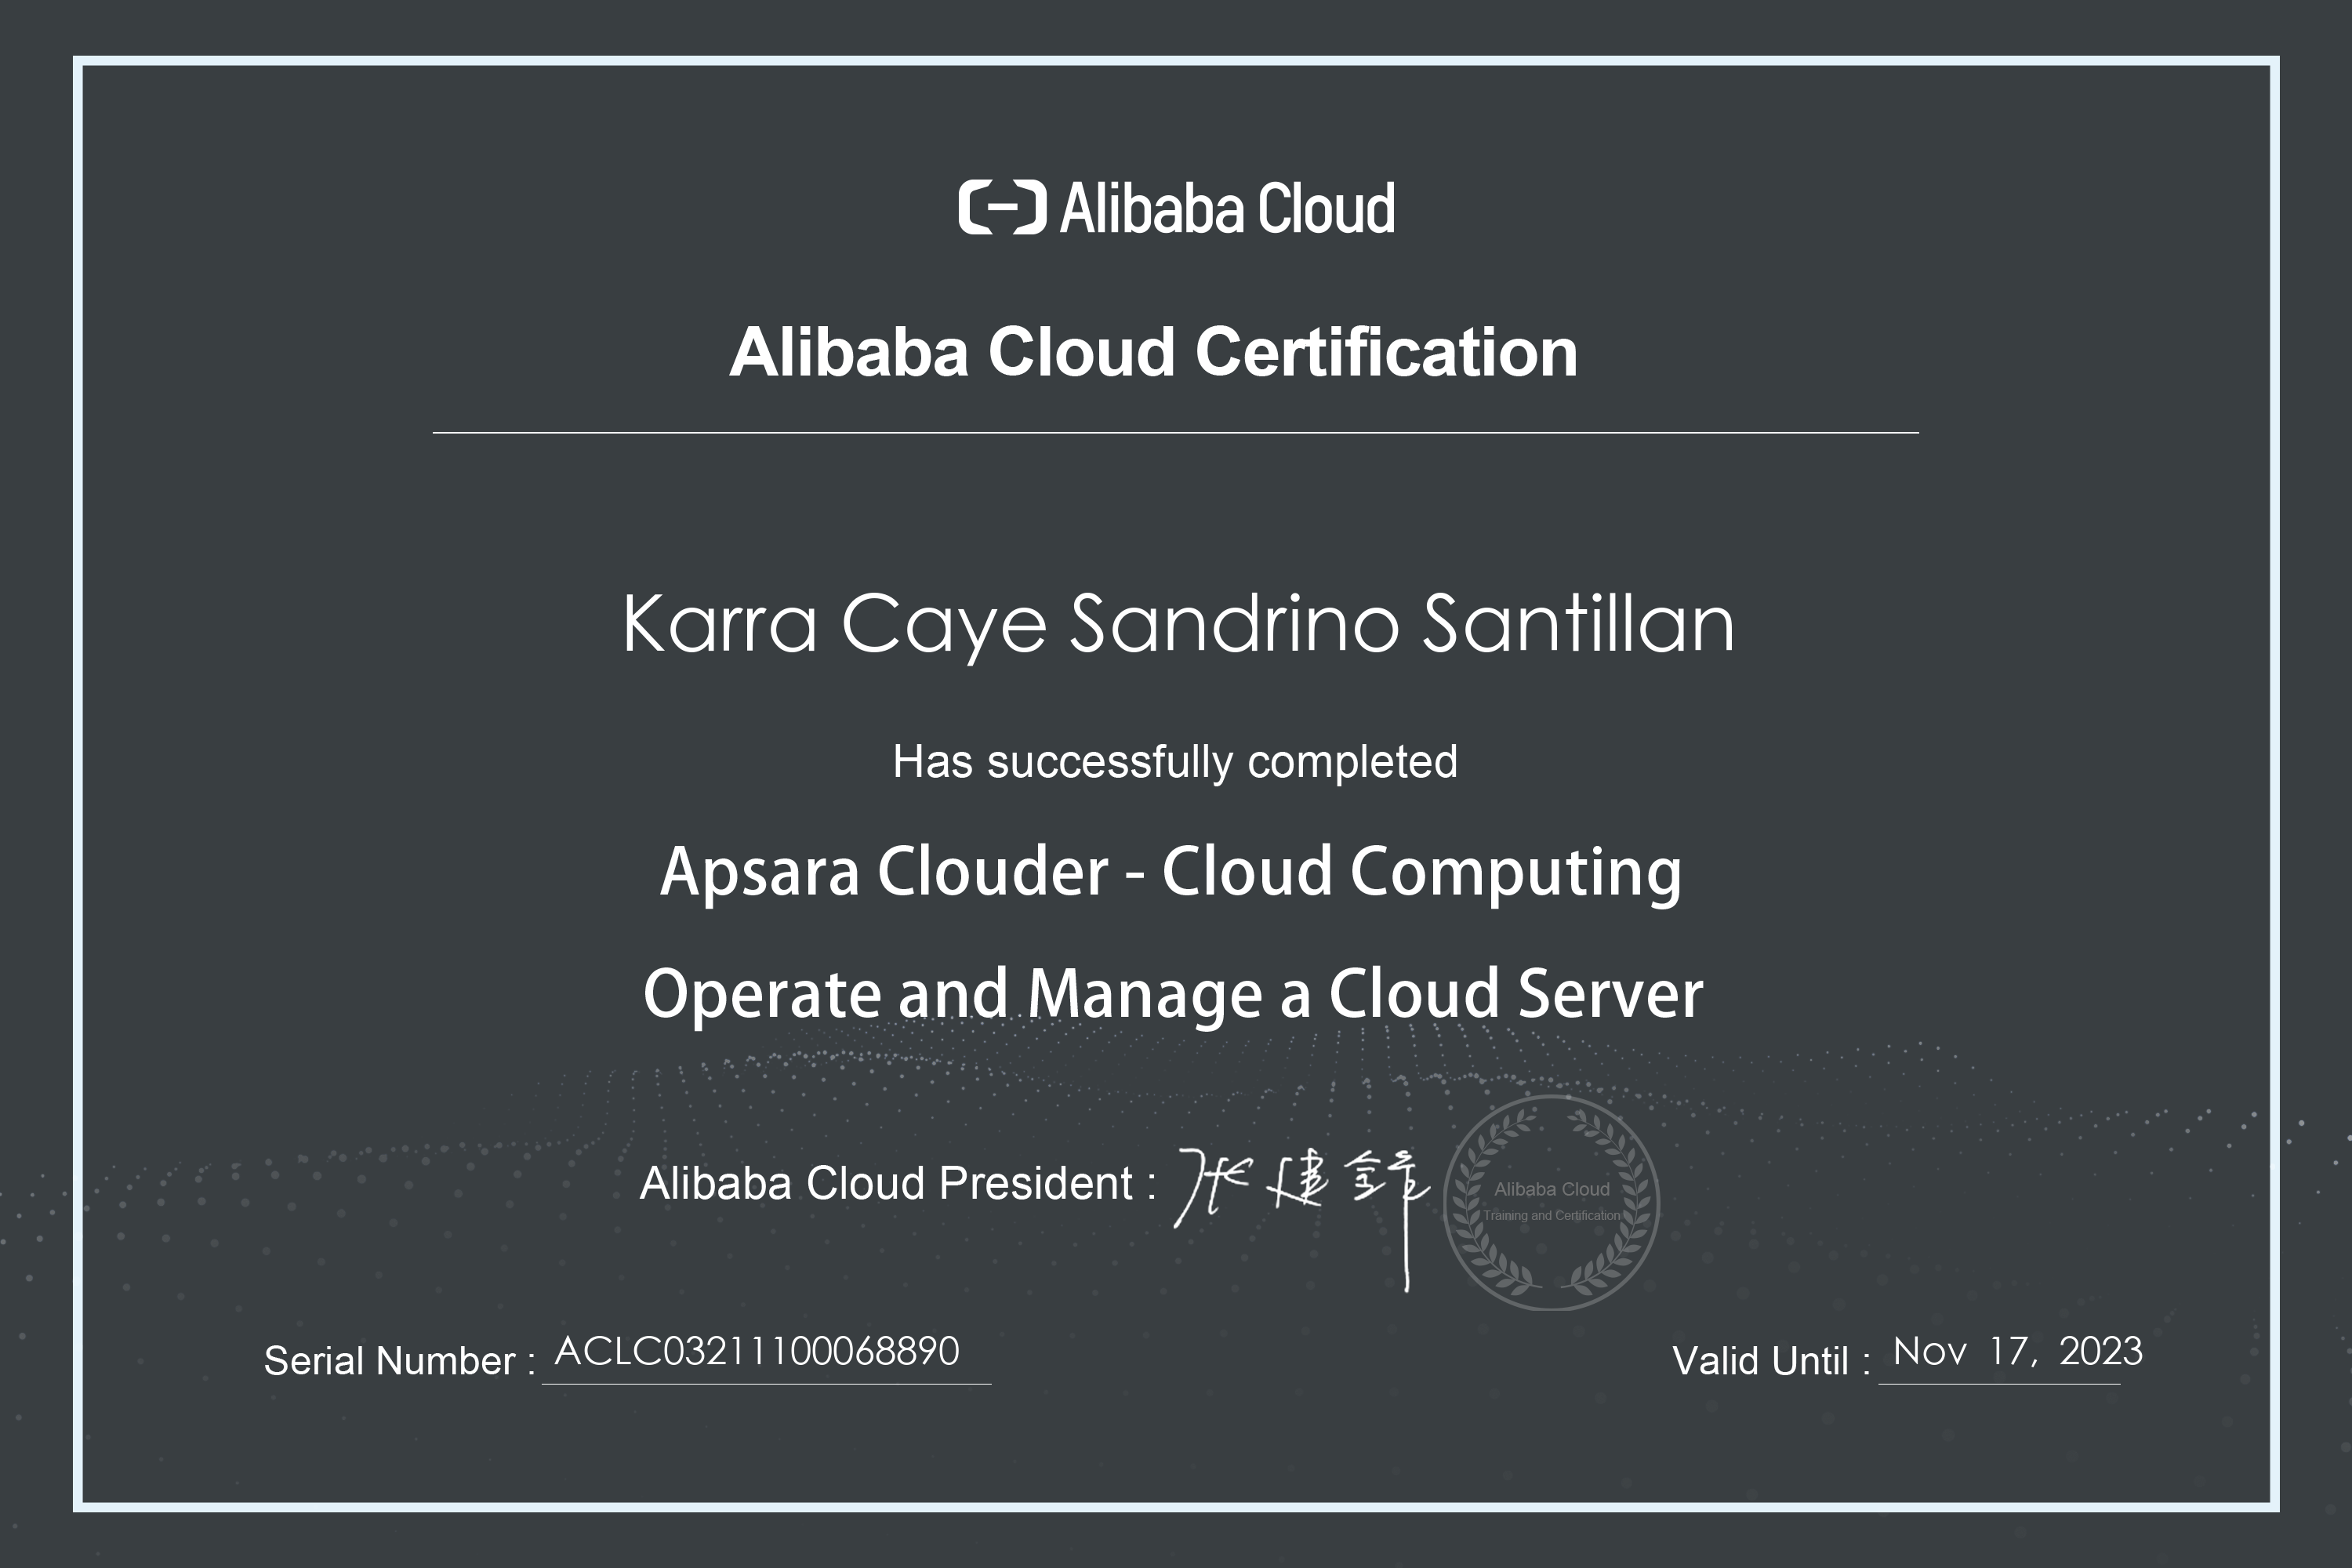 Alibaba Cloud
Alibaba Cloud Certification
Karra Caye Sandrino Santillan
Has successfully completed
Apsara Clouder - Cloud Computing
Operate and Manage a Cloud Server
Alibaba Cloud President : 张建锋
Alibaba Cloud
Training and Certification
Serial Number : ACLC03211100068890
Valid Until : Nov 17, 2023